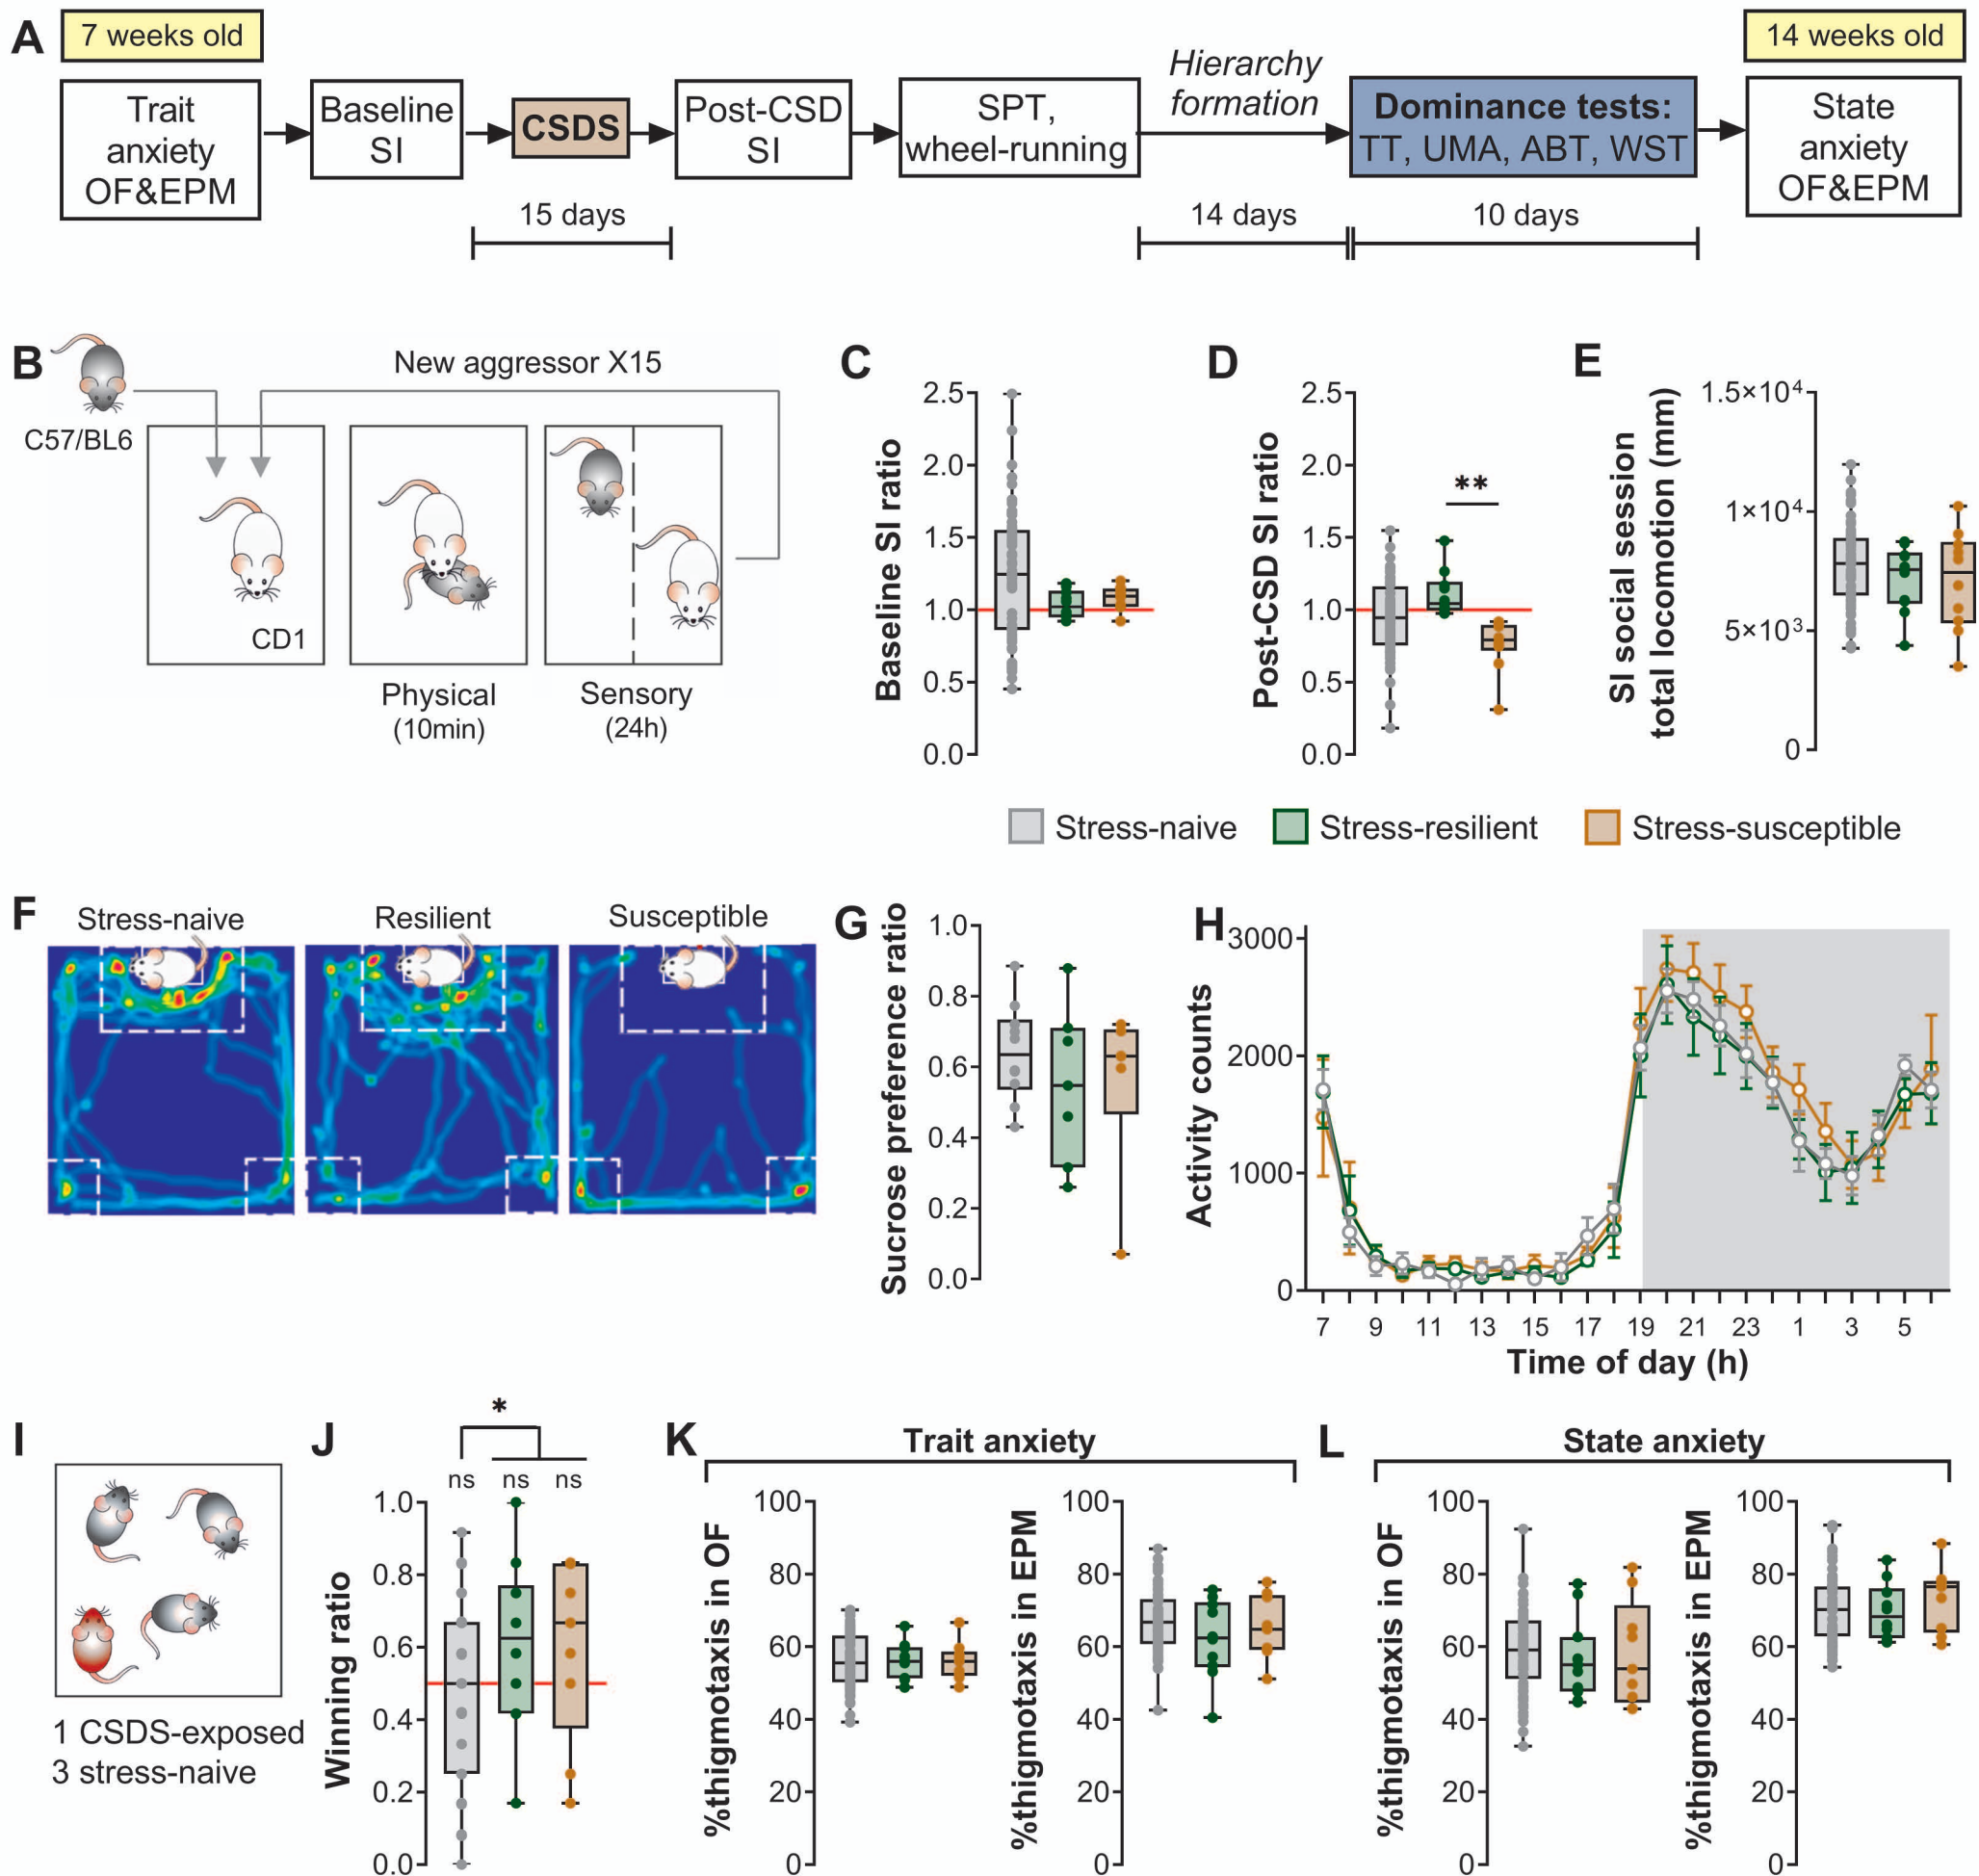 A
7 weeks old
14 weeks old
Trait
anxiety
OF&EPM
Baseline
SI
CSDS
Post-CSD
SI
SPT,
wheel-running
Hierarchy
formation
Dominance tests:
TT, UMA, ABT, WST
State
anxiety
OF&EPM
15 days
14 days
10 days
B
C57/BL6
New aggressor X15
CD1
Physical
(10min)
Sensory
(24h)
C
Baseline SI ratio
2.5
2.0
1.5
1.0
0.5
0.0
D
Post-CSD SI ratio
2.5
2.0
1.5
1.0
0.5
0.0
**
E
SI social session
total locomotion (mm)
1.5×10⁴
1×10⁴
5×10³
0
Stress-naive
Stress-resilient
Stress-susceptible
F
Stress-naive
Resilient
Susceptible
G
Sucrose preference ratio
1.0
0.8
0.6
0.4
0.2
0.0
H
Activity counts
3000
2000
1000
0
7 9 11 13 15 17 19 21 23 1 3 5
Time of day (h)
I
1 CSDS-exposed
3 stress-naive
J
*
ns ns ns
Winning ratio
1.0
0.8
0.6
0.4
0.2
0.0
K
Trait anxiety
%thigmotaxis in OF
100
80
60
40
20
0
%thigmotaxis in EPM
100
80
60
40
20
0
L
State anxiety
%thigmotaxis in OF
100
80
60
40
20
0
%thigmotaxis in EPM
100
80
60
40
20
0